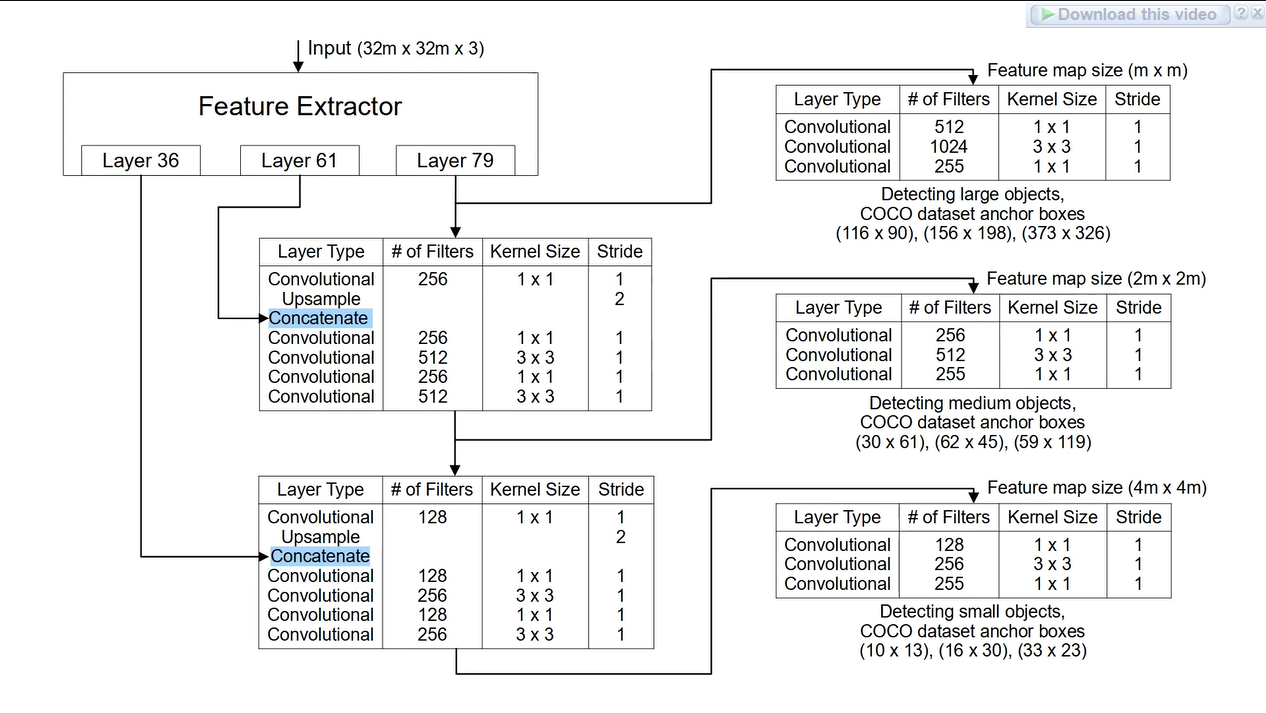 Download this video ? X
Input (32m x 32m x 3)
Feature Extractor
Layer 36 Layer 61 Layer 79
Layer Type # of Filters Kernel Size Stride
Convolutional 256 1 x 1 1
Upsample 2
Concatenate
Convolutional 256 1 x 1 1
Convolutional 512 3 x 3 1
Convolutional 256 1 x 1 1
Convolutional 512 3 x 3 1
Layer Type # of Filters Kernel Size Stride
Convolutional 128 1 x 1 1
Upsample 2
Concatenate
Convolutional 128 1 x 1 1
Convolutional 256 3 x 3 1
Convolutional 128 1 x 1 1
Convolutional 256 3 x 3 1
Feature map size (m x m)
Layer Type # of Filters Kernel Size Stride
Convolutional 512 1 x 1 1
Convolutional 1024 3 x 3 1
Convolutional 255 1 x 1 1
Detecting large objects,
COCO dataset anchor boxes
(116 x 90), (156 x 198), (373 x 326)
Feature map size (2m x 2m)
Layer Type # of Filters Kernel Size Stride
Convolutional 256 1 x 1 1
Convolutional 512 3 x 3 1
Convolutional 255 1 x 1 1
Detecting medium objects,
COCO dataset anchor boxes
(30 x 61), (62 x 45), (59 x 119)
Feature map size (4m x 4m)
Layer Type # of Filters Kernel Size Stride
Convolutional 128 1 x 1 1
Convolutional 256 3 x 3 1
Convolutional 255 1 x 1 1
Detecting small objects,
COCO dataset anchor boxes
(10 x 13), (16 x 30), (33 x 23)